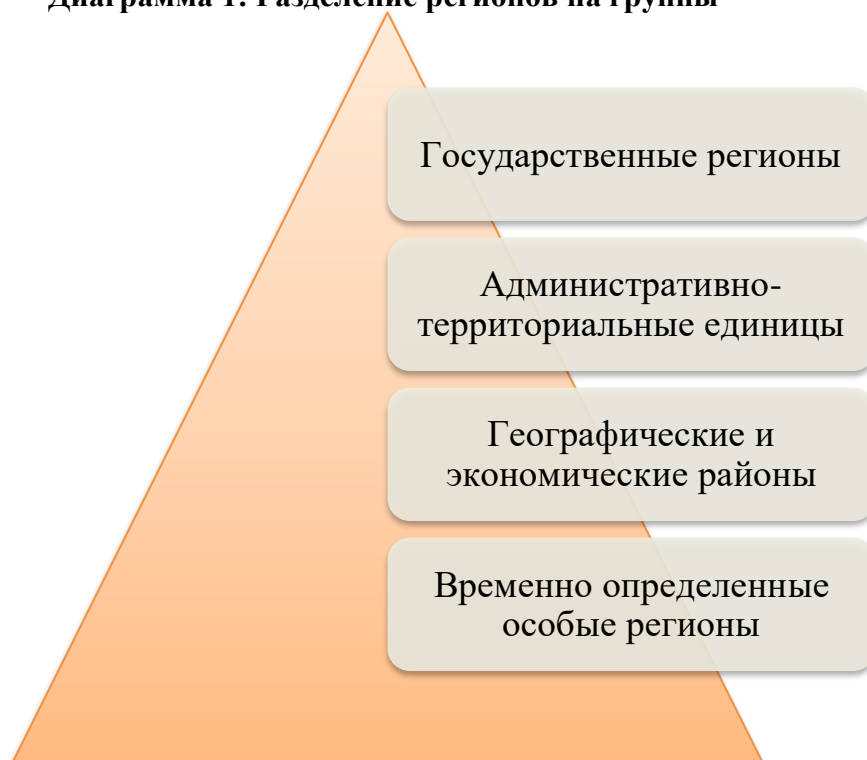 Диаграмма 1. Разделение регионов на группы
Государственные регионы
Административно-
территориальные единицы
Географические и
экономические районы
Временно определенные
особые регионы